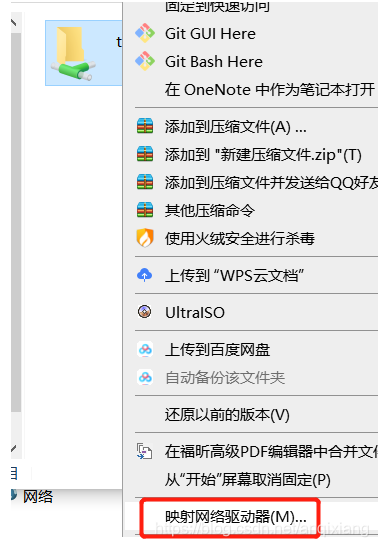 固定到快速访问
t
Git GUI Here
Git Bash Here
在 OneNote 中作为笔记本打开
添加到压缩文件(A) ...
添加到 "新建压缩文件.zip"(T)
添加到压缩文件并发送给QQ好友
其他压缩命令
使用火绒安全进行杀毒
上传到 “WPS云文档”
UltraISO
上传到百度网盘
自动备份该文件夹
还原以前的版本(V)
在福昕高级PDF编辑器中合并文件
从“开始”屏幕取消固定(P)
网络
映射网络驱动器(M)...